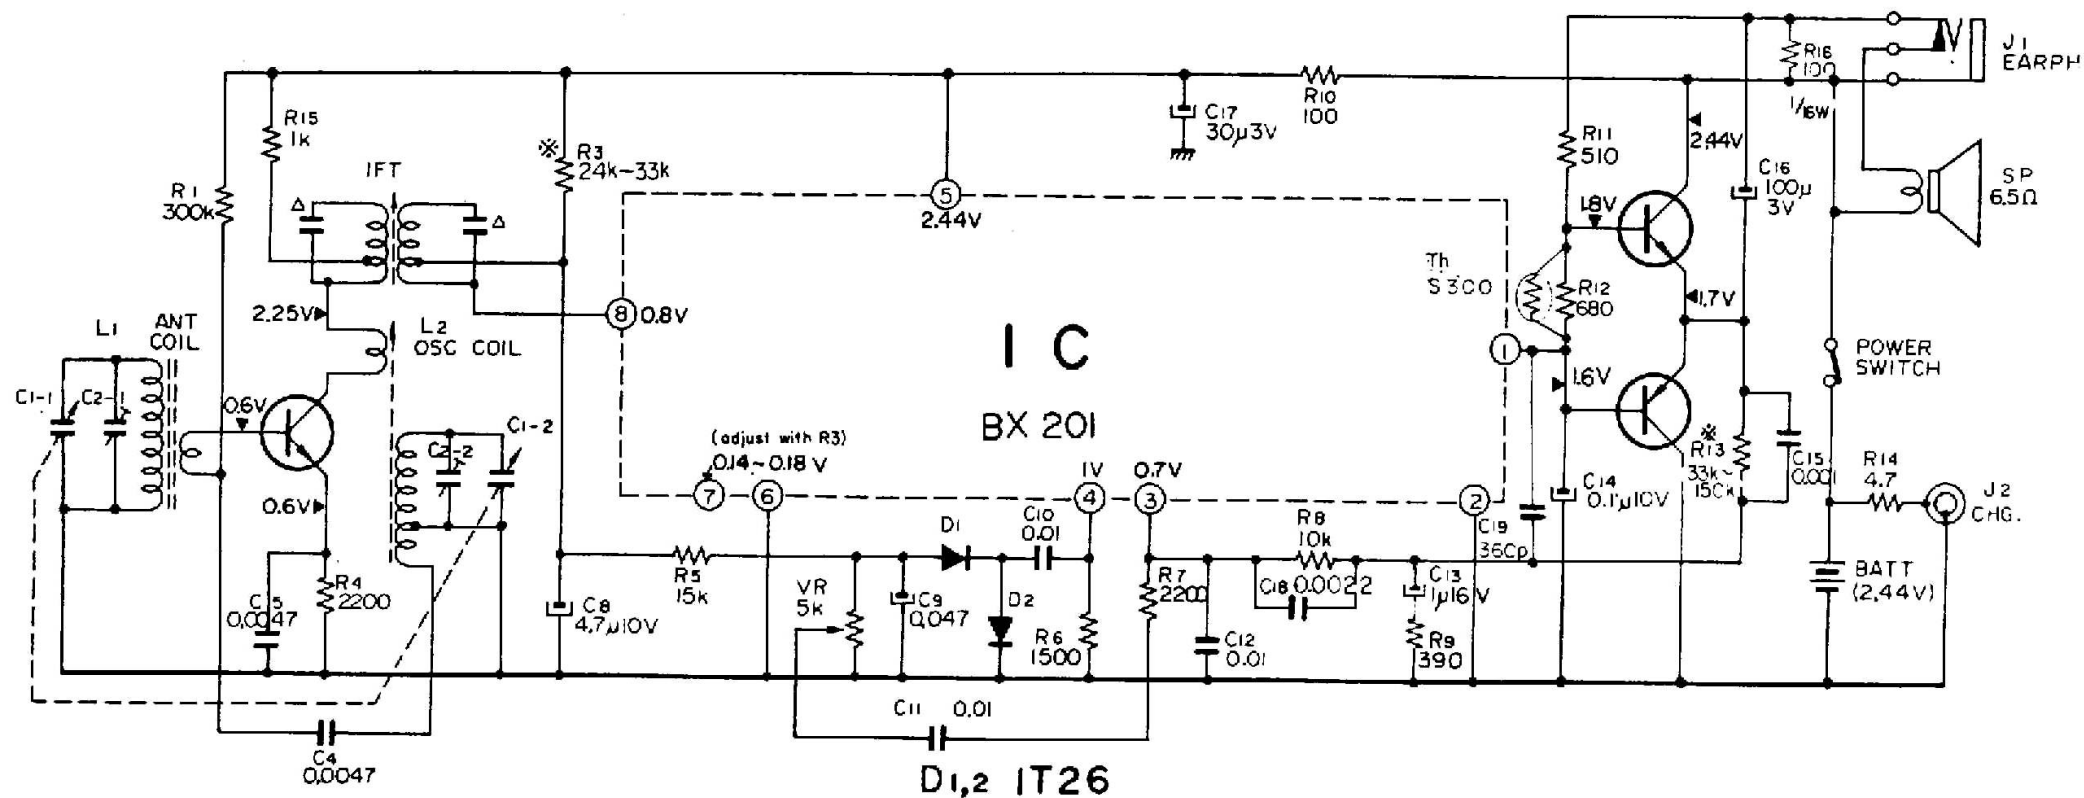 R15
1k
R1
300k
IFT
Δ
Δ
※
R3
24k~33k
C17
30µ3V
R10
100
R16
100
1/16W
J1
EARPH
R11
510
2.44V
C16
100µ
3V
SP
6.5Ω
5
2.44V
1.8V
Th
S300
R12
680
1.7V
8
0.8V
2.25V
L2
OSC COIL
L1
ANT
COIL
C1-1
C2-1
0.6V
I C
BX 201
1
1.6V
POWER
SWITCH
C1-2
C2-2
(adjust with R3)
0.14~0.18 V
7
6
1V
4
0.7V
3
2
※
R13
33k~
150k
C15
0.001
R14
4.7
J2
CHG.
0.6V
C14
0.1µ10V
C19
360p
D1
C10
0.01
R8
10k
R5
15k
VR
5k
C9
0.047
D2
R6
1500
R7
2200
C18 0.0022
C13
1µ16V
BATT
(2.44V)
R4
2200
C5
0.0047
C8
4.7µ10V
C12
0.01
R9
390
C11 0.01
C4
0.0047
D1,2 1T26